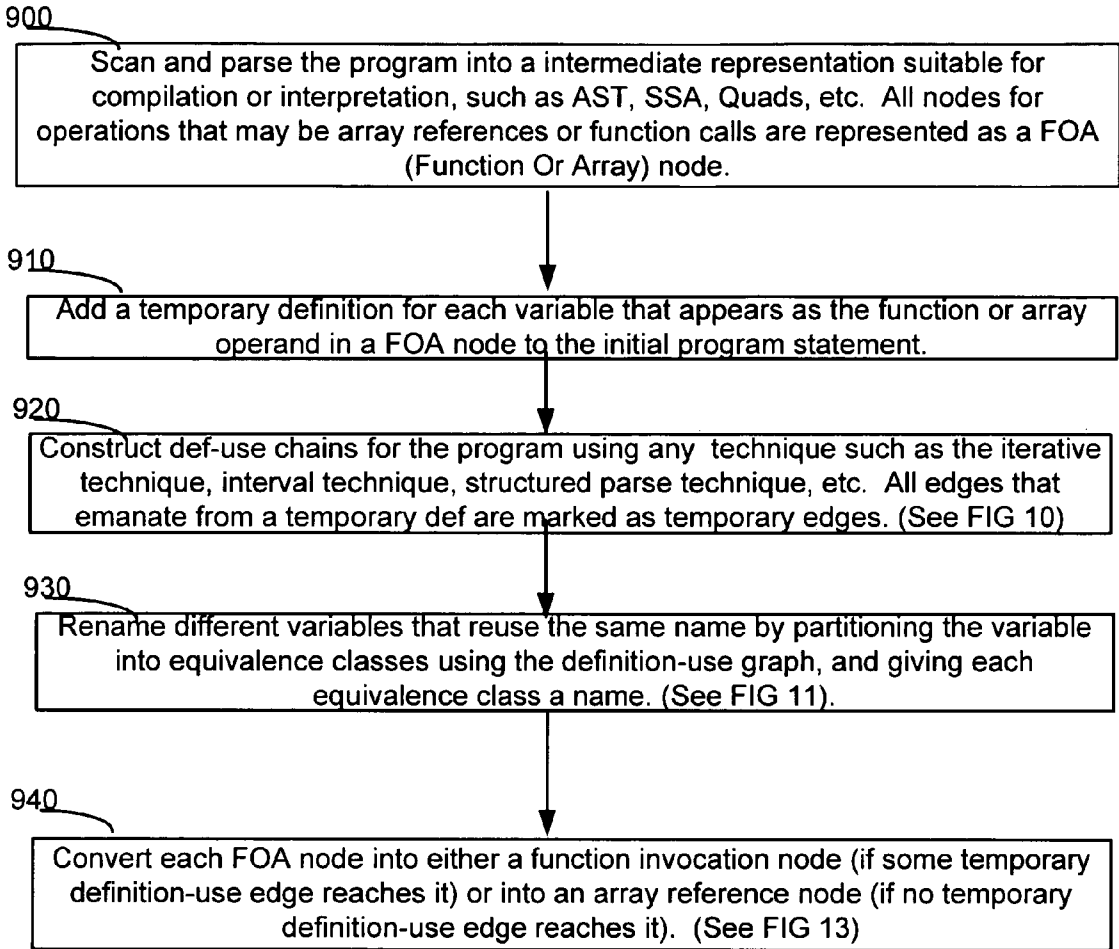 900
Scan and parse the program into a intermediate representation suitable for
compilation or interpretation, such as AST, SSA, Quads, etc. All nodes for
operations that may be array references or function calls are represented as a FOA
(Function Or Array) node.
910
Add a temporary definition for each variable that appears as the function or array
operand in a FOA node to the initial program statement.
920
Construct def-use chains for the program using any technique such as the iterative
technique, interval technique, structured parse technique, etc. All edges that
emanate from a temporary def are marked as temporary edges. (See FIG 10)
930
Rename different variables that reuse the same name by partitioning the variable
into equivalence classes using the definition-use graph, and giving each
equivalence class a name. (See FIG 11).
940
Convert each FOA node into either a function invocation node (if some temporary
definition-use edge reaches it) or into an array reference node (if no temporary
definition-use edge reaches it). (See FIG 13)